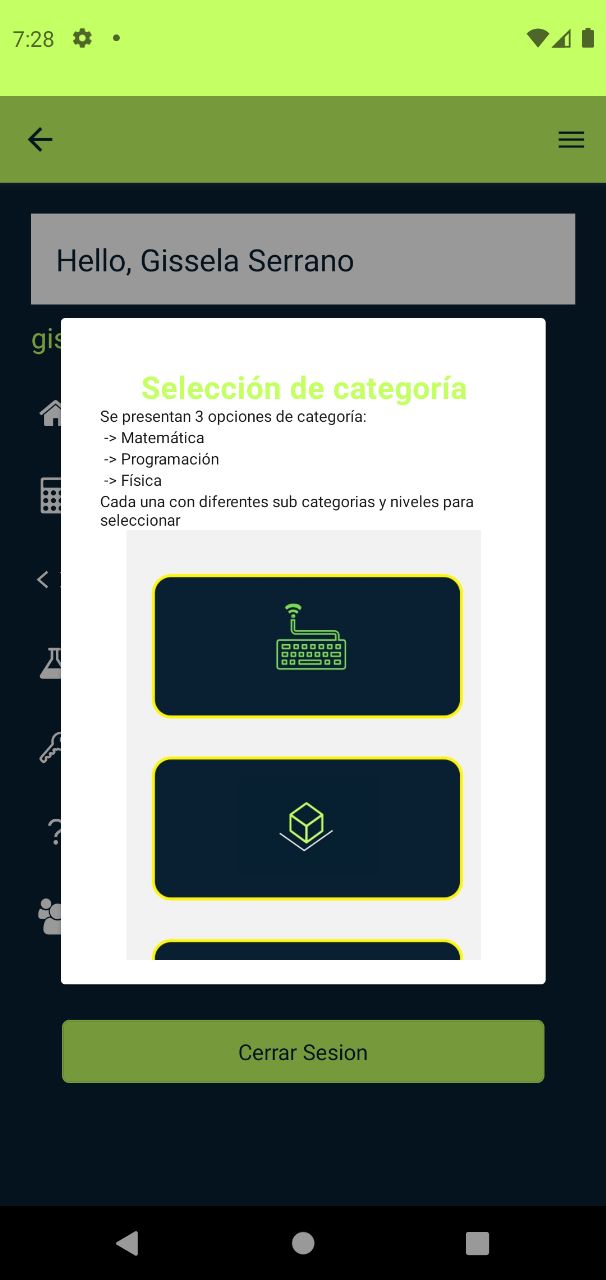 7:28
Hello, Gissela Serrano
gis
Selección de categoría
Se presentan 3 opciones de categoría:
-> Matemática
-> Programación
-> Física
Cada una con diferentes sub categorias y niveles para
seleccionar
Cerrar Sesion